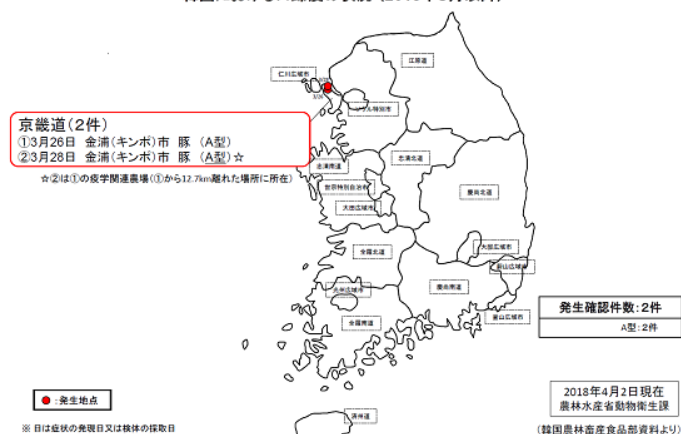 仁川広域市
江原道
ソウル特別市
京畿道(2件)
①3月26日 金浦(キンポ)市 豚 (A型)
②3月28日 金浦(キンポ)市 豚 (A型)☆
☆②は①の疫学関連農場(①から12.7km離れた場所に所在)
忠清北道
忠清南道
世宗特別自治市
慶尚北道
大田広域市
大邱広域市
全羅北道
蔚山広域市
光州広域市
慶尚南道
全羅南道
釜山広域市
発生確認件数:2件
A型:2件
●:発生地点
済州道
2018年4月2日現在
農林水産省動物衛生課
※ 日は症状の発現日又は検体の採取日
(韓国農林畜産食品部資料より)